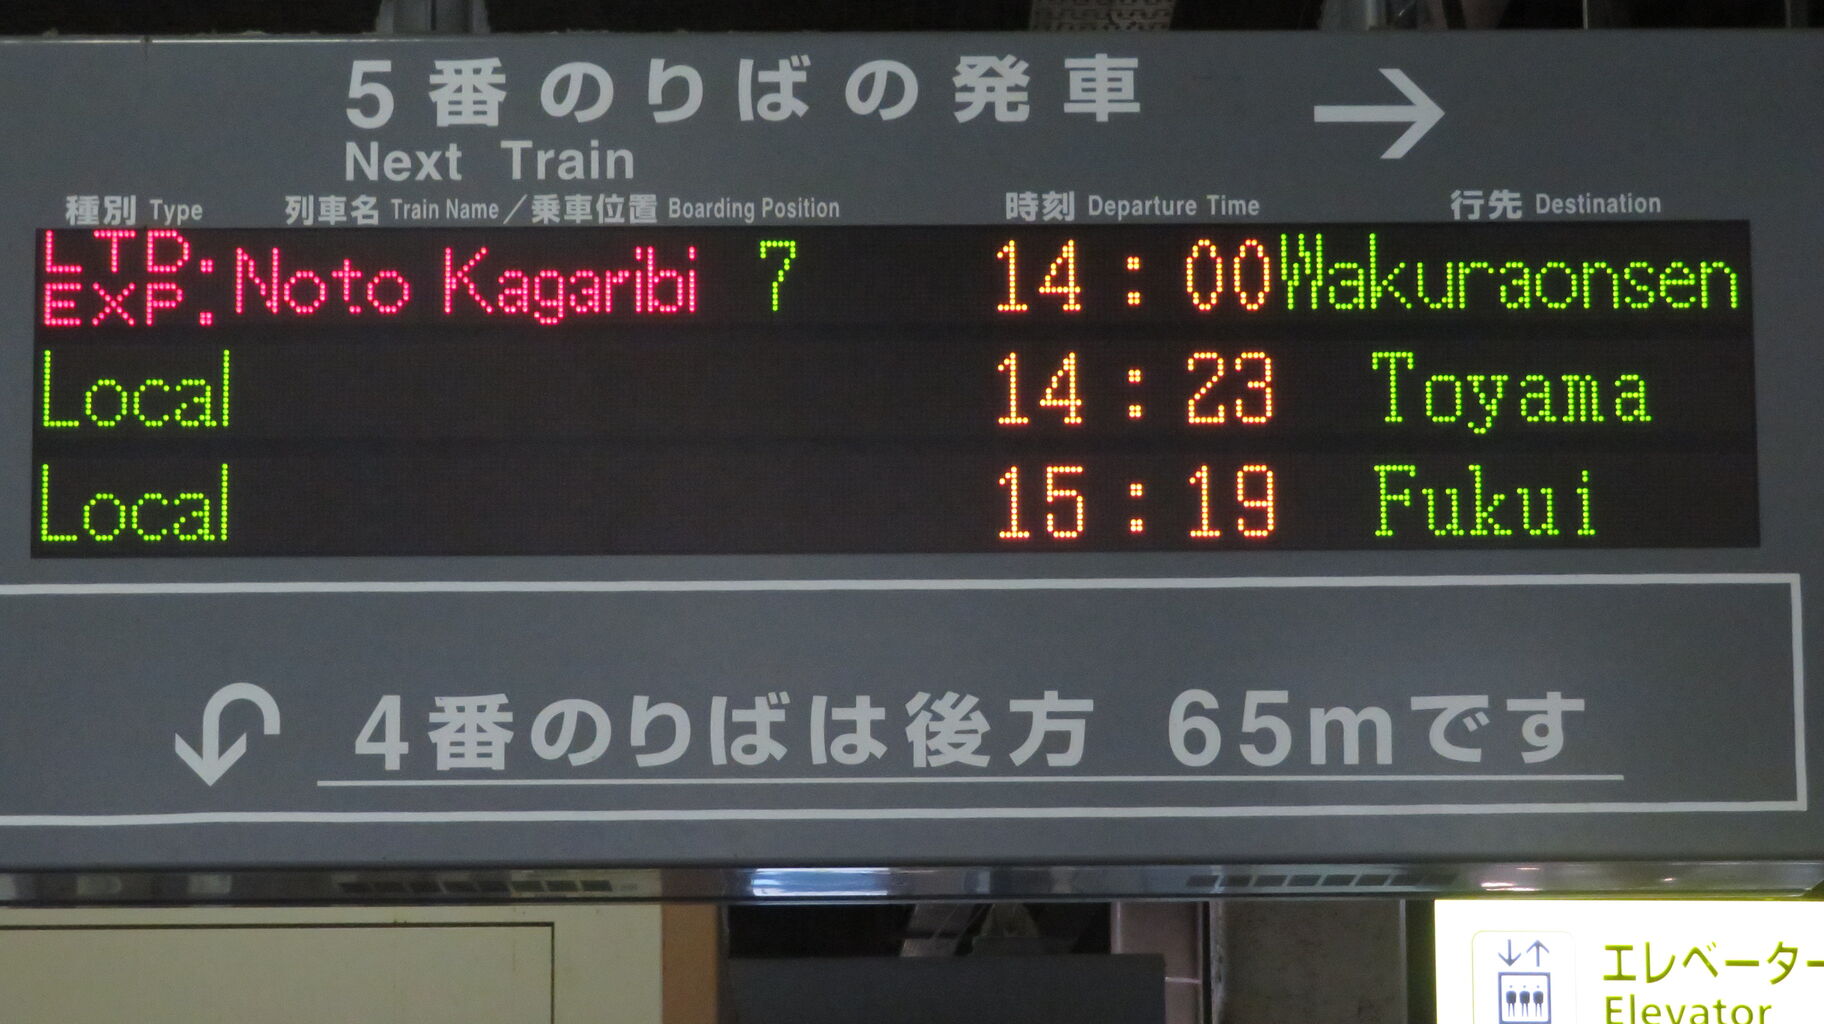 5番のりばの発車 →
Next Train
種別 Type 列車名 Train Name／乗車位置 Boarding Position 時刻 Departure Time 行先 Destination
LTD. EXP. Noto Kagaribi 7 14:00 Wakuraonsen
Local 14:23 Toyama
Local 15:19 Fukui
4番のりばは後方 65mです
エレベーター
Elevator